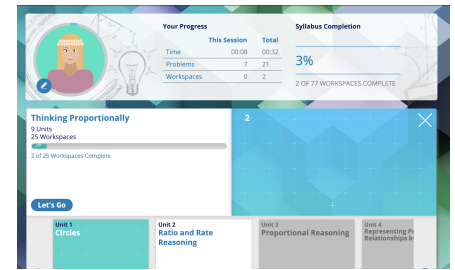 Your Progress
This Session Total
Time 00:08 00:32
Problems 7 21
Workspaces 0 2
Syllabus Completion
3%
2 OF 77 WORKSPACES COMPLETE
Thinking Proportionally
9 Units
25 Workspaces
2 of 25 Workspaces Complete
Let's Go
2
Unit 1
Circles
Unit 2
Ratio and Rate
Reasoning
Unit 3
Proportional Reasoning
Unit 4
Representing
Relationships